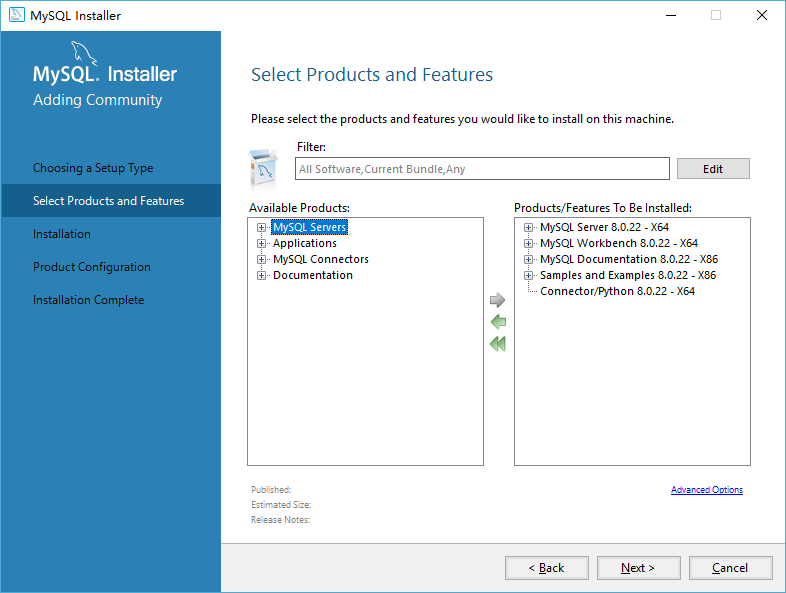 MySQL Installer
MySQL. Installer
Adding Community
Choosing a Setup Type
Select Products and Features
Installation
Product Configuration
Installation Complete
Select Products and Features
Please select the products and features you would like to install on this machine.
Filter:
All Software,Current Bundle,Any
Edit
Available Products:
MySQL Servers
Applications
MySQL Connectors
Documentation
Products/Features To Be Installed:
MySQL Server 8.0.22 - X64
MySQL Workbench 8.0.22 - X64
MySQL Documentation 8.0.22 - X86
Samples and Examples 8.0.22 - X86
Connector/Python 8.0.22 - X64
Published:
Estimated Size:
Release Notes:
Advanced Options
< Back
Next >
Cancel